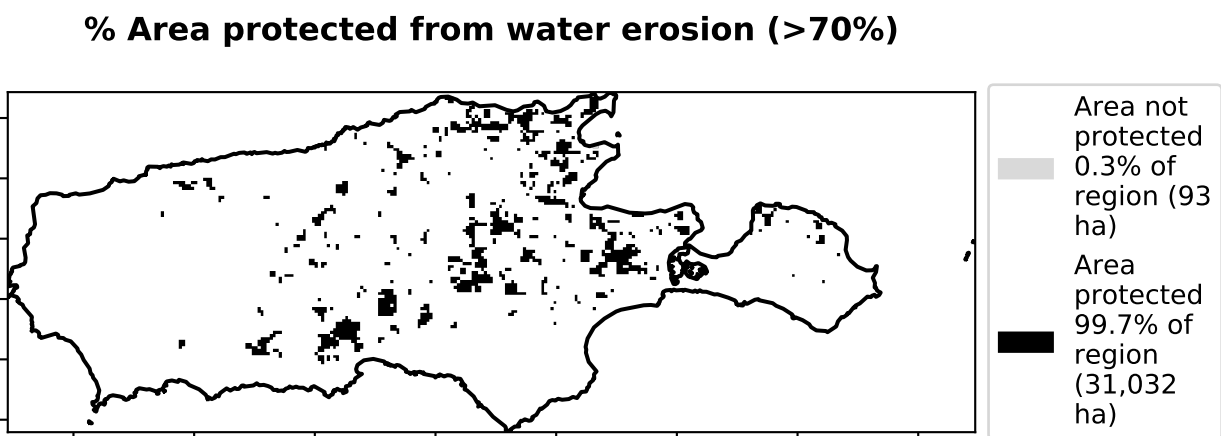 % Area protected from water erosion (>70%)
Area not
protected
0.3% of
region (93
ha)
Area
protected
99.7% of
region
(31,032
ha)